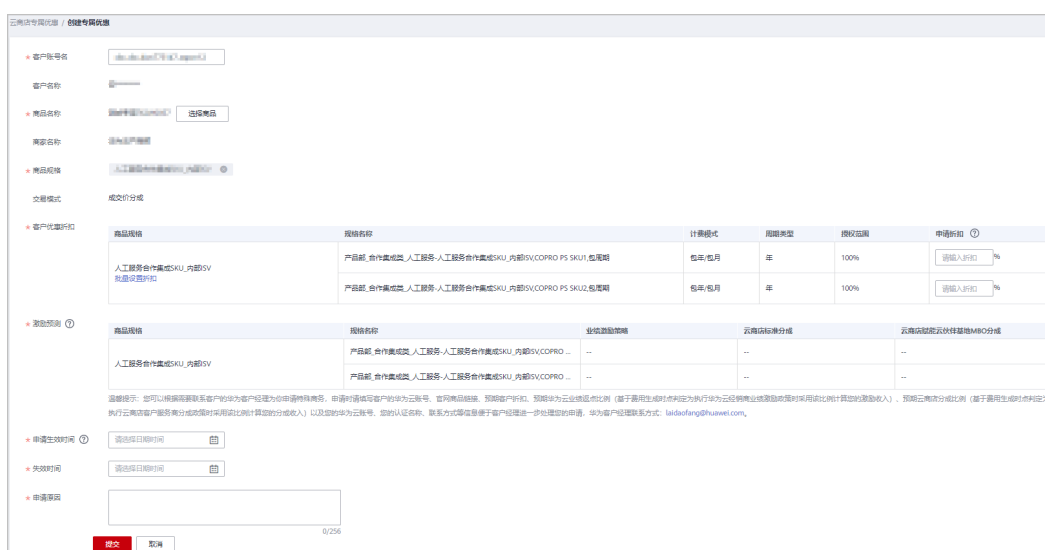 云商店专属优惠 / 创建专属优惠
* 客户账号名
客户名称
* 商品名称 选择商品
商家名称
* 商品规格
交易模式 成交价分成
* 客户优惠折扣
商品规格 规格名称 计费模式 周期类型 授权范围 申请折扣 ?
人工服务合作集成SKU_内部ISV
批量设置折扣
产品部_合作集成类_人工服务-人工服务合作集成SKU_内部ISV,COPRO PS SKU1,包周期 包年/包月 年 100% 请输入折扣 %
产品部_合作集成类_人工服务-人工服务合作集成SKU_内部ISV,COPRO PS SKU2,包周期 包年/包月 年 100% 请输入折扣 %
* 激励预测 ?
商品规格 规格名称 业绩激励策略 云商店标准分成 云商店赋能云伙伴基地MBO分成
人工服务合作集成SKU_内部ISV
产品部_合作集成类_人工服务-人工服务合作集成SKU_内部ISV,COPRO ... -- -- --
产品部_合作集成类_人工服务-人工服务合作集成SKU_内部ISV,COPRO ... -- -- --
温馨提示：您可以根据需要联系客户的华为客户经理为你申请特殊商务，申请时请填写客户的华为云账号、官网商品链接、预期客户折扣、预期华为云业绩返点比例（基于费用生成时点判定为执行华为云经销商业绩激励政策时采用该比例计算您的激励收入）、预期云商店分成比例（基于费用生成时点判定
执行云商店客户服务商分成政策时采用该比例计算您的分成收入）以及您的华为云账号、您的认证名称、联系方式等信息便于客户经理进一步处理您的申请，华为客户经理联系方式：laidaofang@huawei.com。
* 申请生效时间 ? 请选择日期时间
* 失效时间 请选择日期时间
* 申请原因
0/256
提交 取消